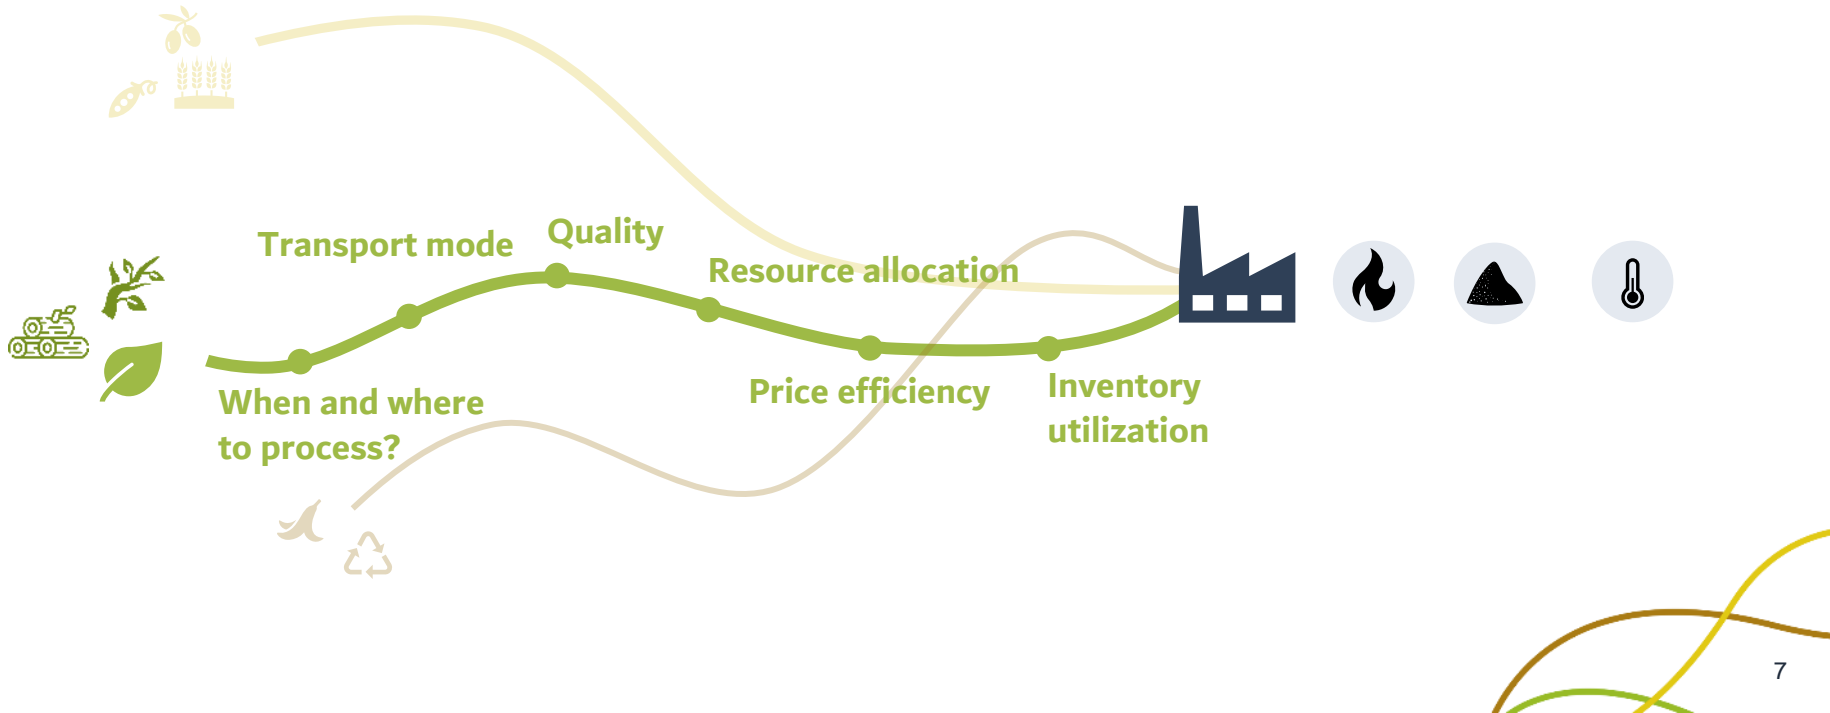 Transport mode
Quality
Resource allocation
When and where
to process?
Price efficiency
Inventory
utilization
7